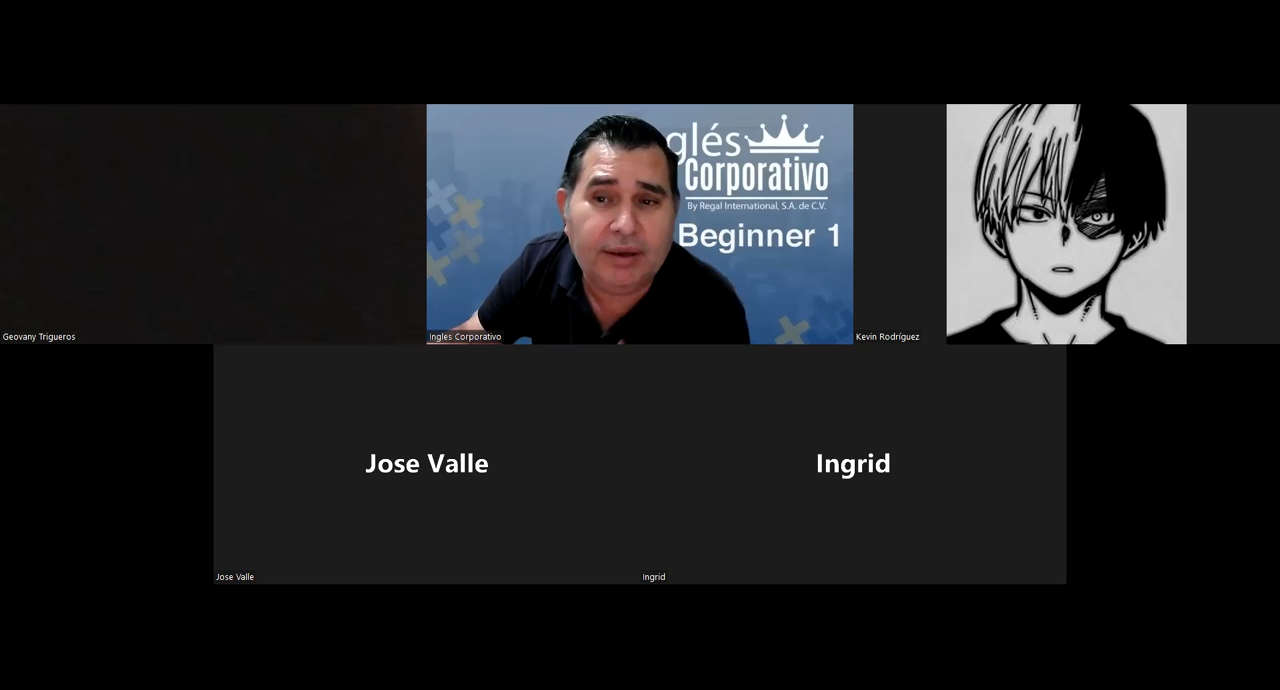 glés
Corporativo
By Regal International, S.A. de C.V.
Beginner 1
Geovany Trigueros
Inglés Corporativo
Kevin Rodríguez
Jose Valle
Ingrid
Jose Valle
Ingrid